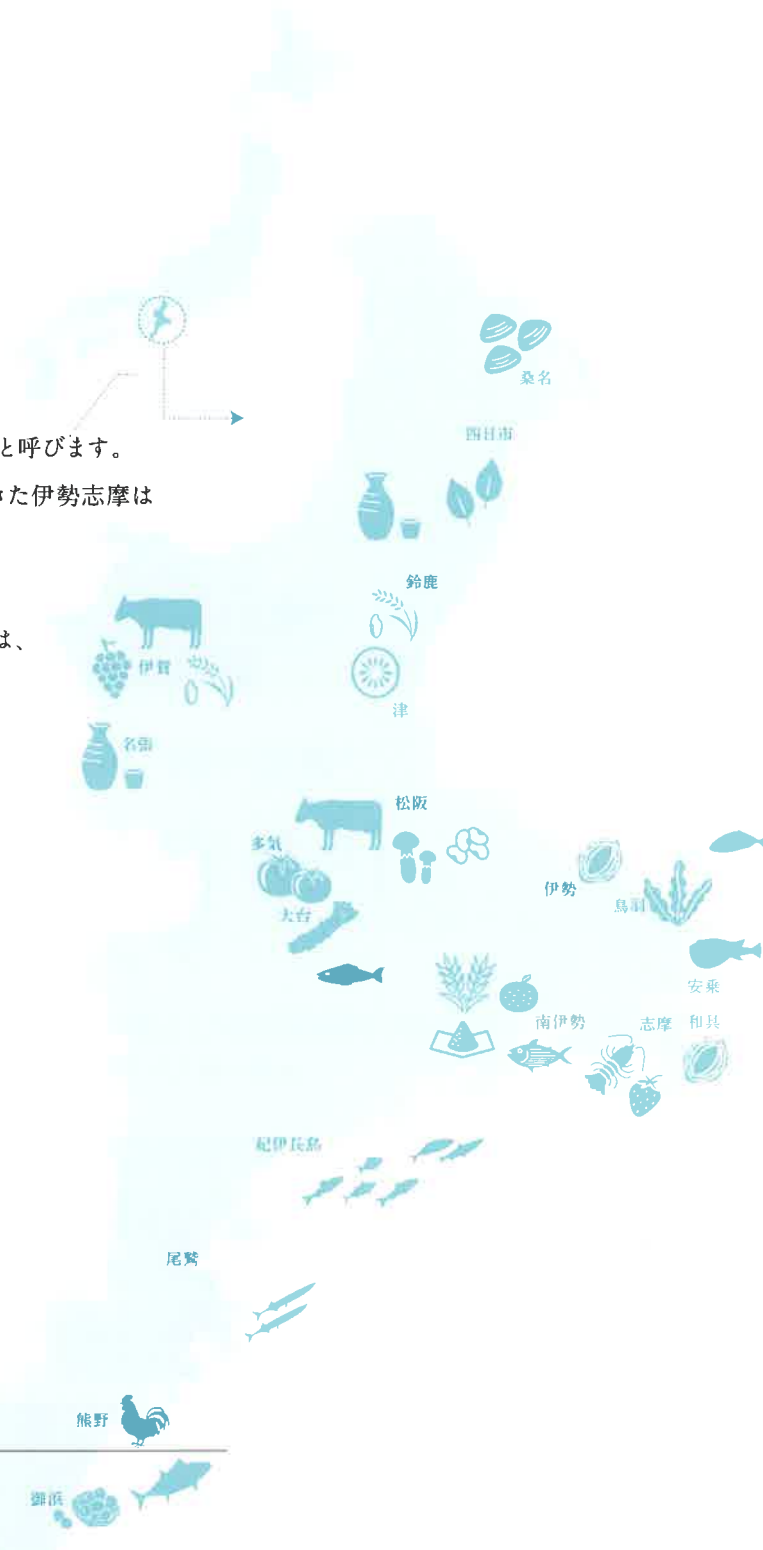 と呼びます。
た伊勢志摩は
は、
桑名
四日市
鈴鹿
伊賀
津
名張
松阪
多気
伊勢
鳥羽
大台
安乗
南伊勢
志摩
和具
紀伊長島
尾鷲
熊野
御浜